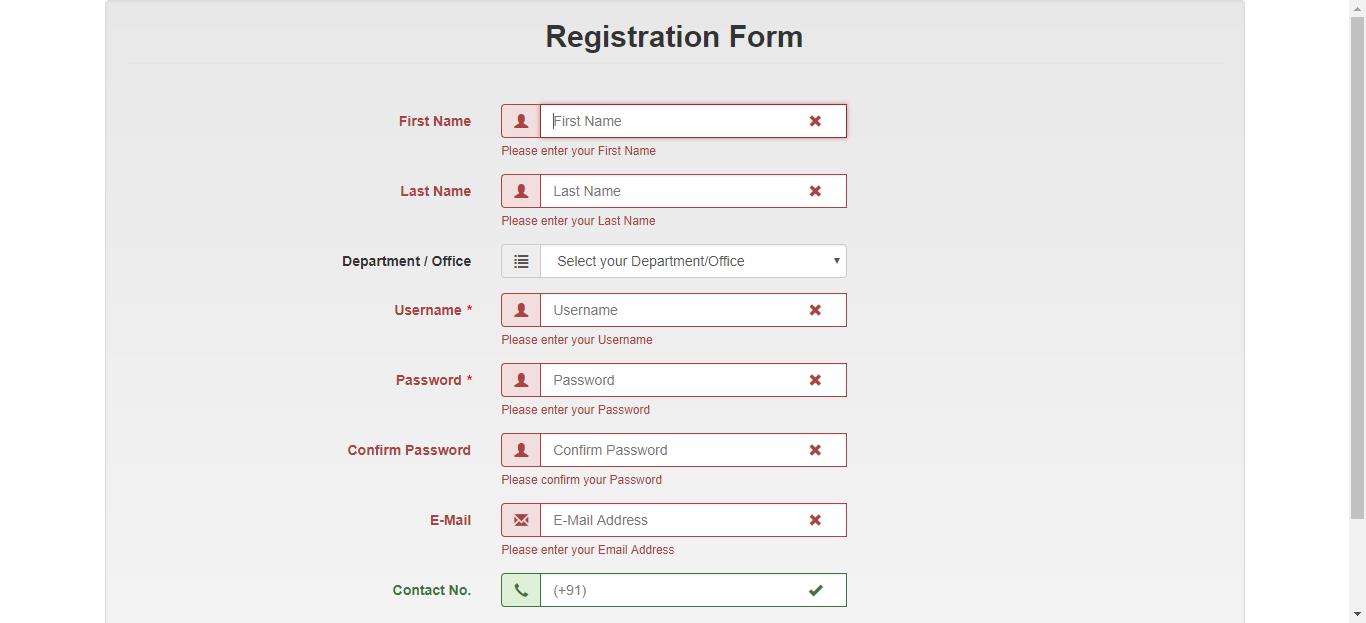 Registration Form
First Name
First Name
Please enter your First Name
Last Name
Last Name
Please enter your Last Name
Department / Office
Select your Department/Office
Username *
Username
Please enter your Username
Password *
Password
Please enter your Password
Confirm Password
Confirm Password
Please confirm your Password
E-Mail
E-Mail Address
Please enter your Email Address
Contact No.
(+91)